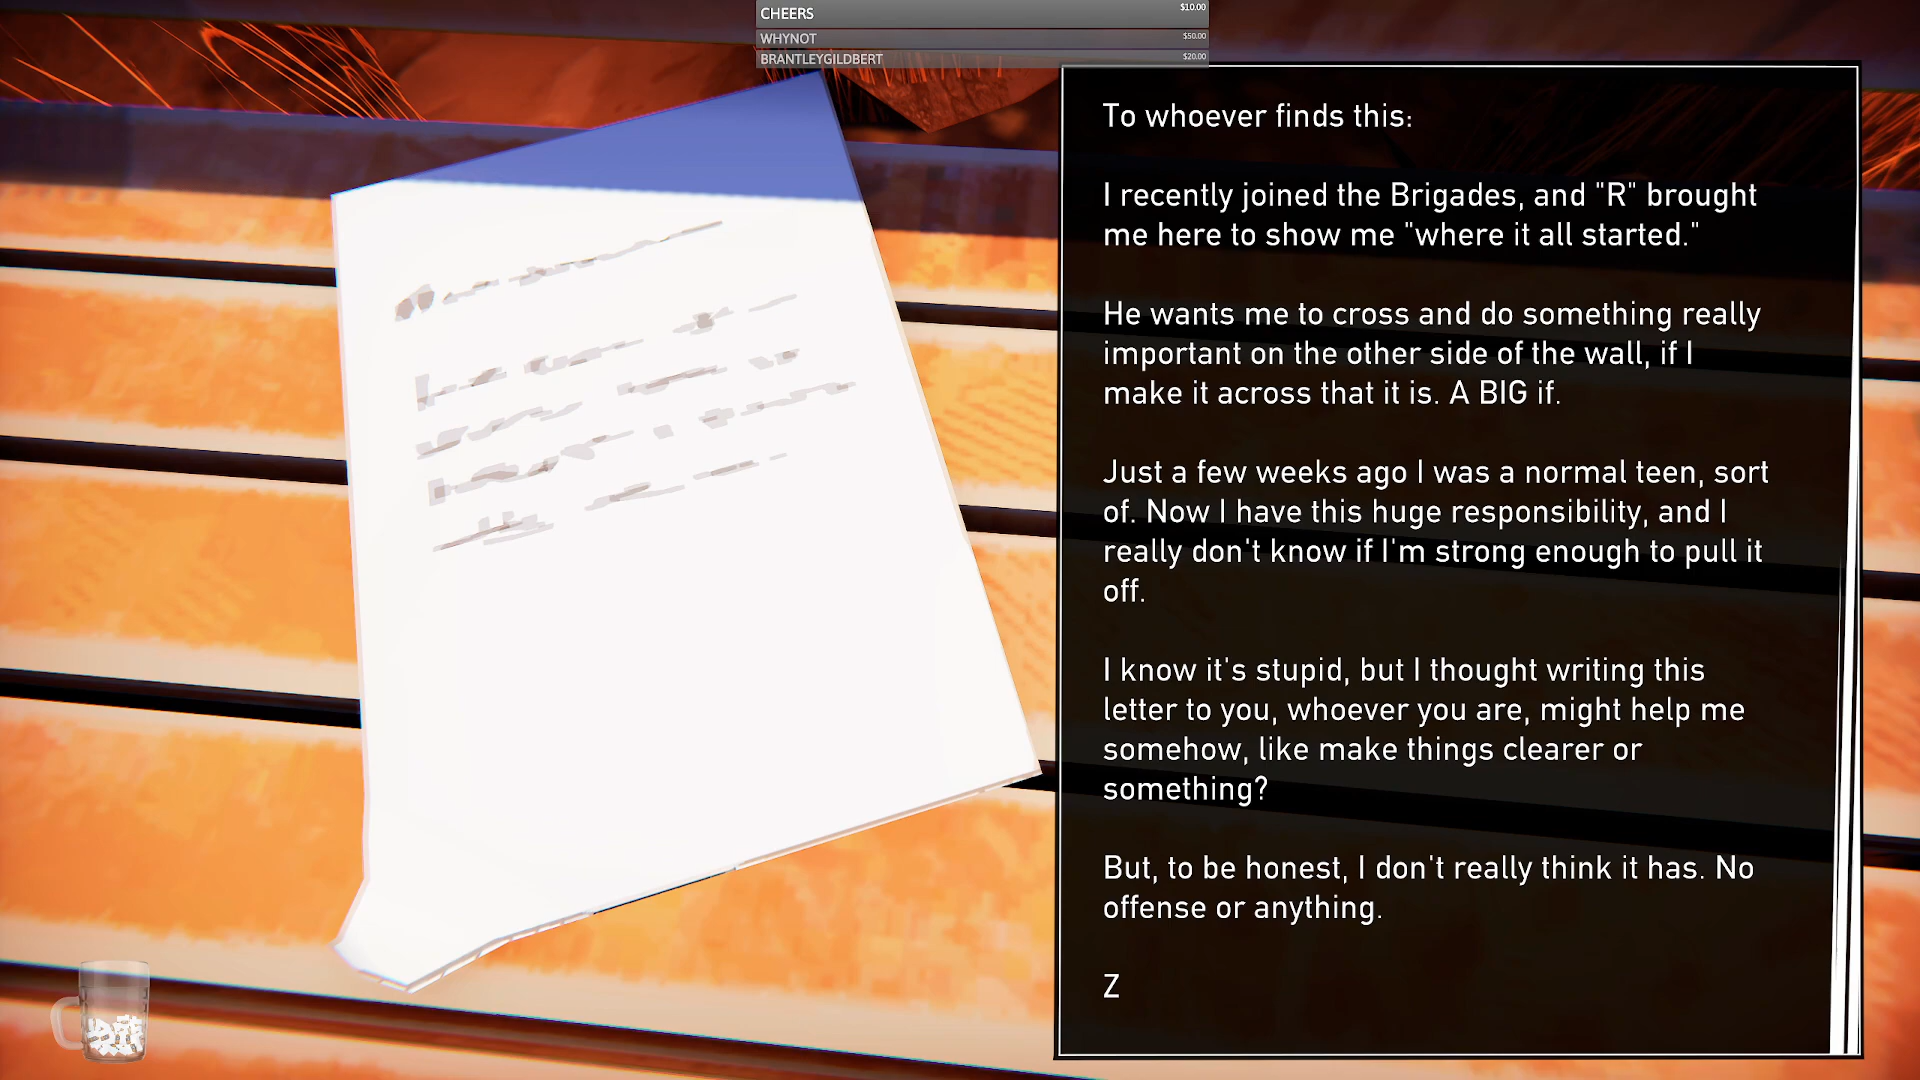 CHEERS $10.00
WHYNOT $50.00
BRANTLEYGILDBERT $20.00
To whoever finds this:
I recently joined the Brigades, and "R" brought
me here to show me "where it all started."
He wants me to cross and do something really
important on the other side of the wall, if I
make it across that it is. A BIG if.
Just a few weeks ago I was a normal teen, sort
of. Now I have this huge responsibility, and I
really don't know if I'm strong enough to pull it
off.
I know it's stupid, but I thought writing this
letter to you, whoever you are, might help me
somehow, like make things clearer or
something?
But, to be honest, I don't really think it has. No
offense or anything.
Z